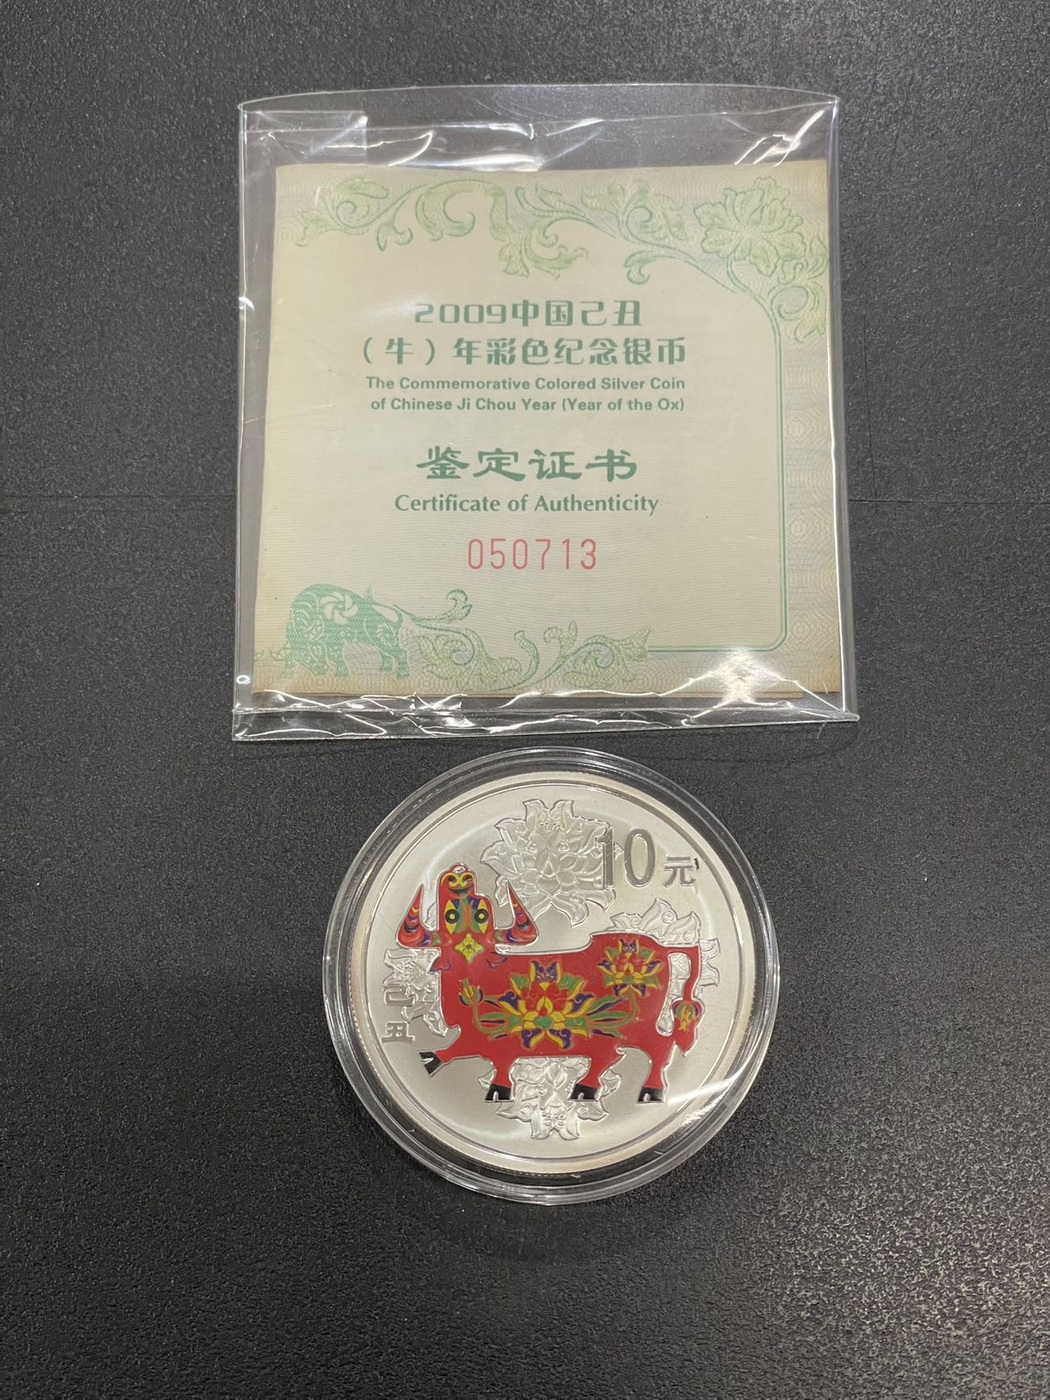 2009中国己丑
（牛）年彩色纪念银币
The Commemorative Colored Silver Coin
of Chinese Ji Chou Year (Year of the Ox)
鉴定证书
Certificate of Authenticity
050713
10元
己
丑